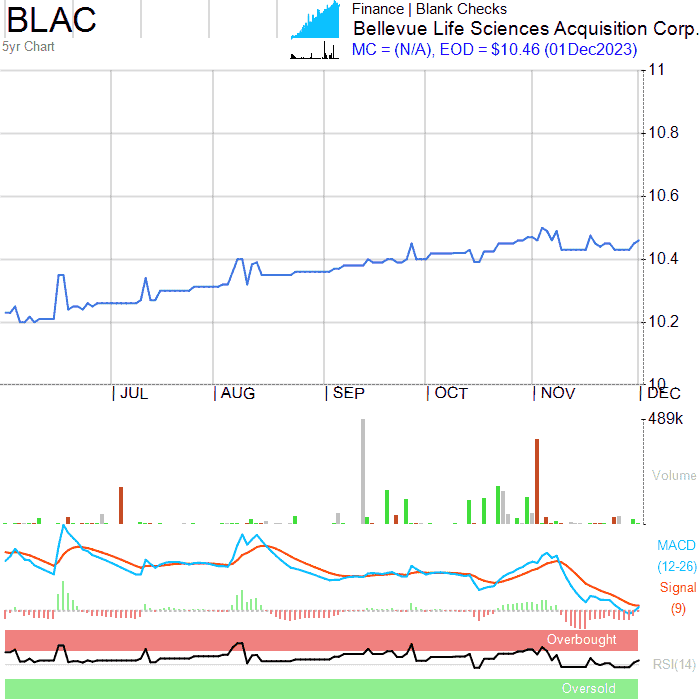 BLAC
5yr Chart
Finance | Blank Checks
Bellevue Life Sciences Acquisition Corp.
MC = (N/A), EOD = $10.46 (01Dec2023)
11
10.8
10.6
10.4
10.2
10
JUL
AUG
SEP
OCT
NOV
DEC
489k
Volume
MACD
(12-26)
Signal
(9)
Overbought
RSI(14)
Oversold